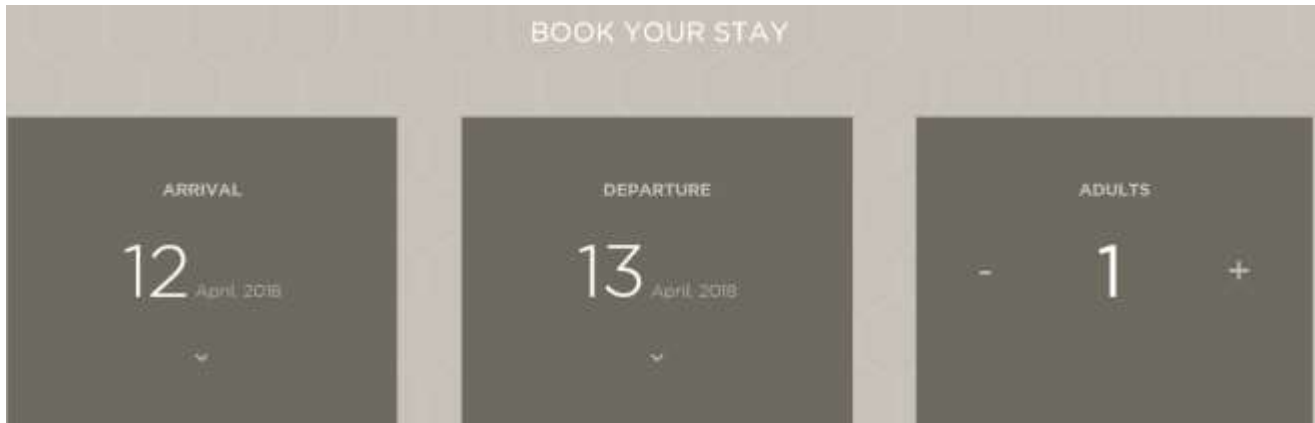 BOOK YOUR STAY
ARRIVAL
12 April, 2018
DEPARTURE
13 April, 2018
ADULTS
- 1 +